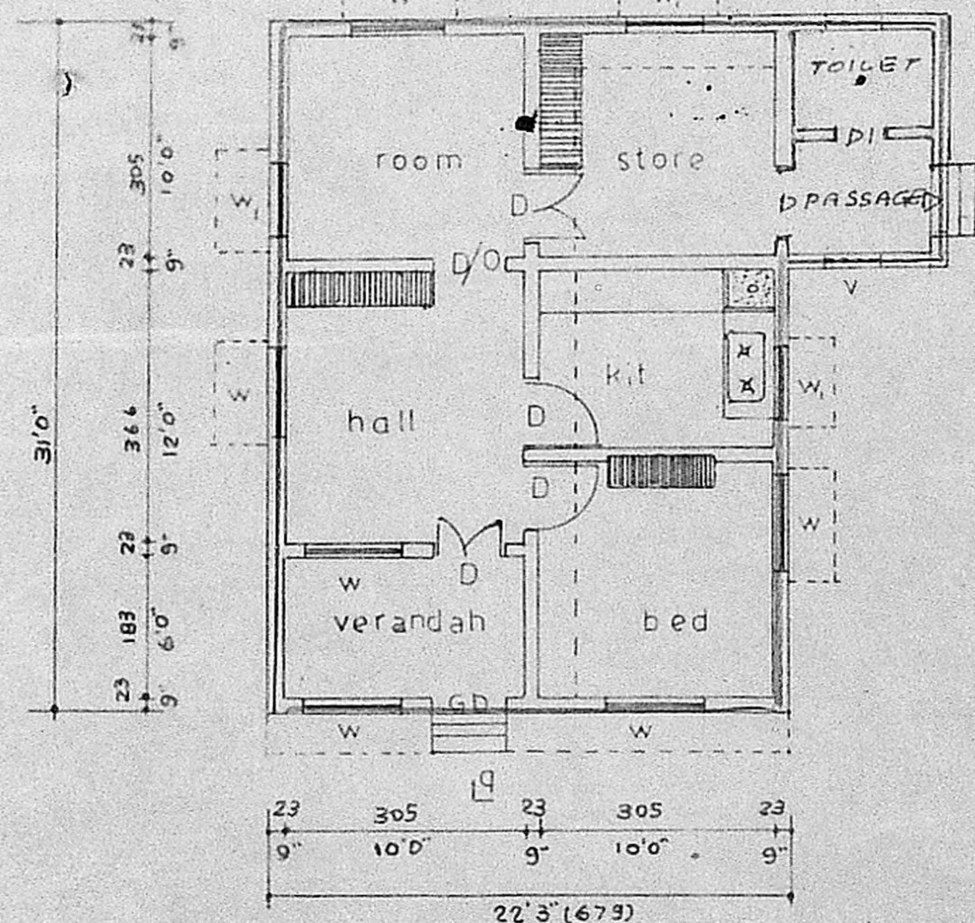 TOILET
D1
room
store
D
D PASSAGE D
W1
D/O
V
kit
W1
W
hall
D
D
W
D
W
verandah
bed
GD
W
W
q
23
9"
305
10'0"
23
9"
366
12'0"
23
9"
183
6'0"
23
9"
31'0"
23 305 23 305 23
9" 10'0" 9" 10'0" 9"
22'3" (679)